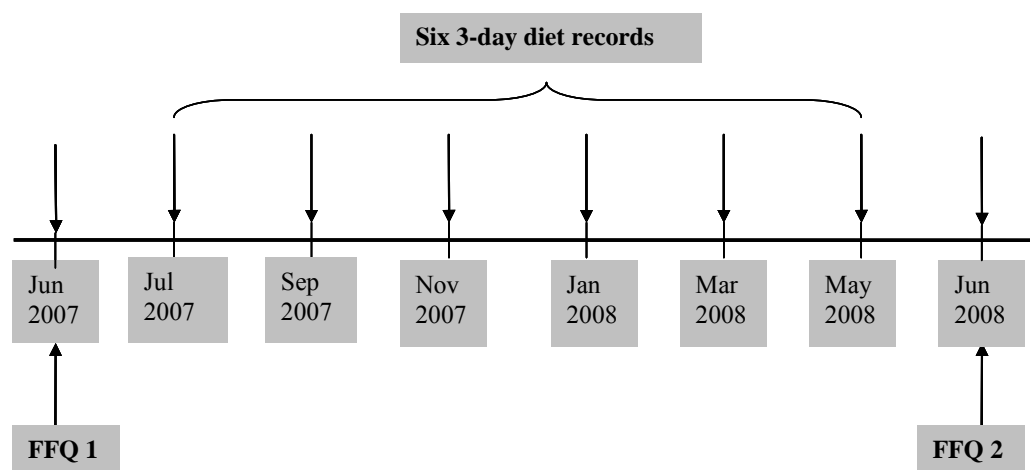 Six 3-day diet records
Jun
2007
Jul
2007
Sep
2007
Nov
2007
Jan
2008
Mar
2008
May
2008
Jun
2008
FFQ 1
FFQ 2